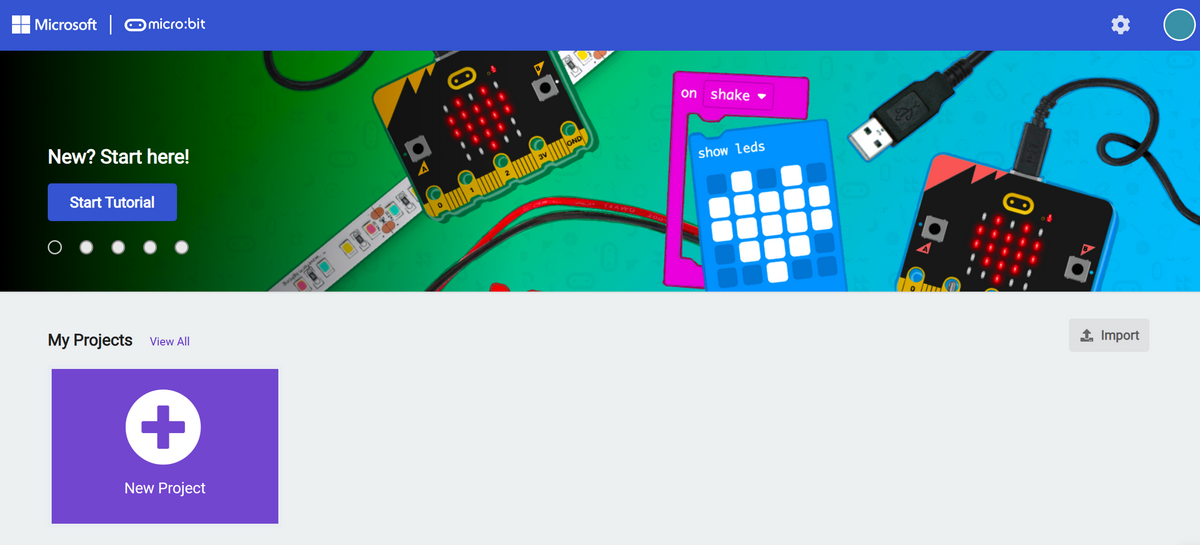 Microsoft
micro:bit
on shake
show leds
New? Start here!
Start Tutorial
A
B
0
1
2
3V
GND
A
B
0
My Projects
View All
Import
New Project